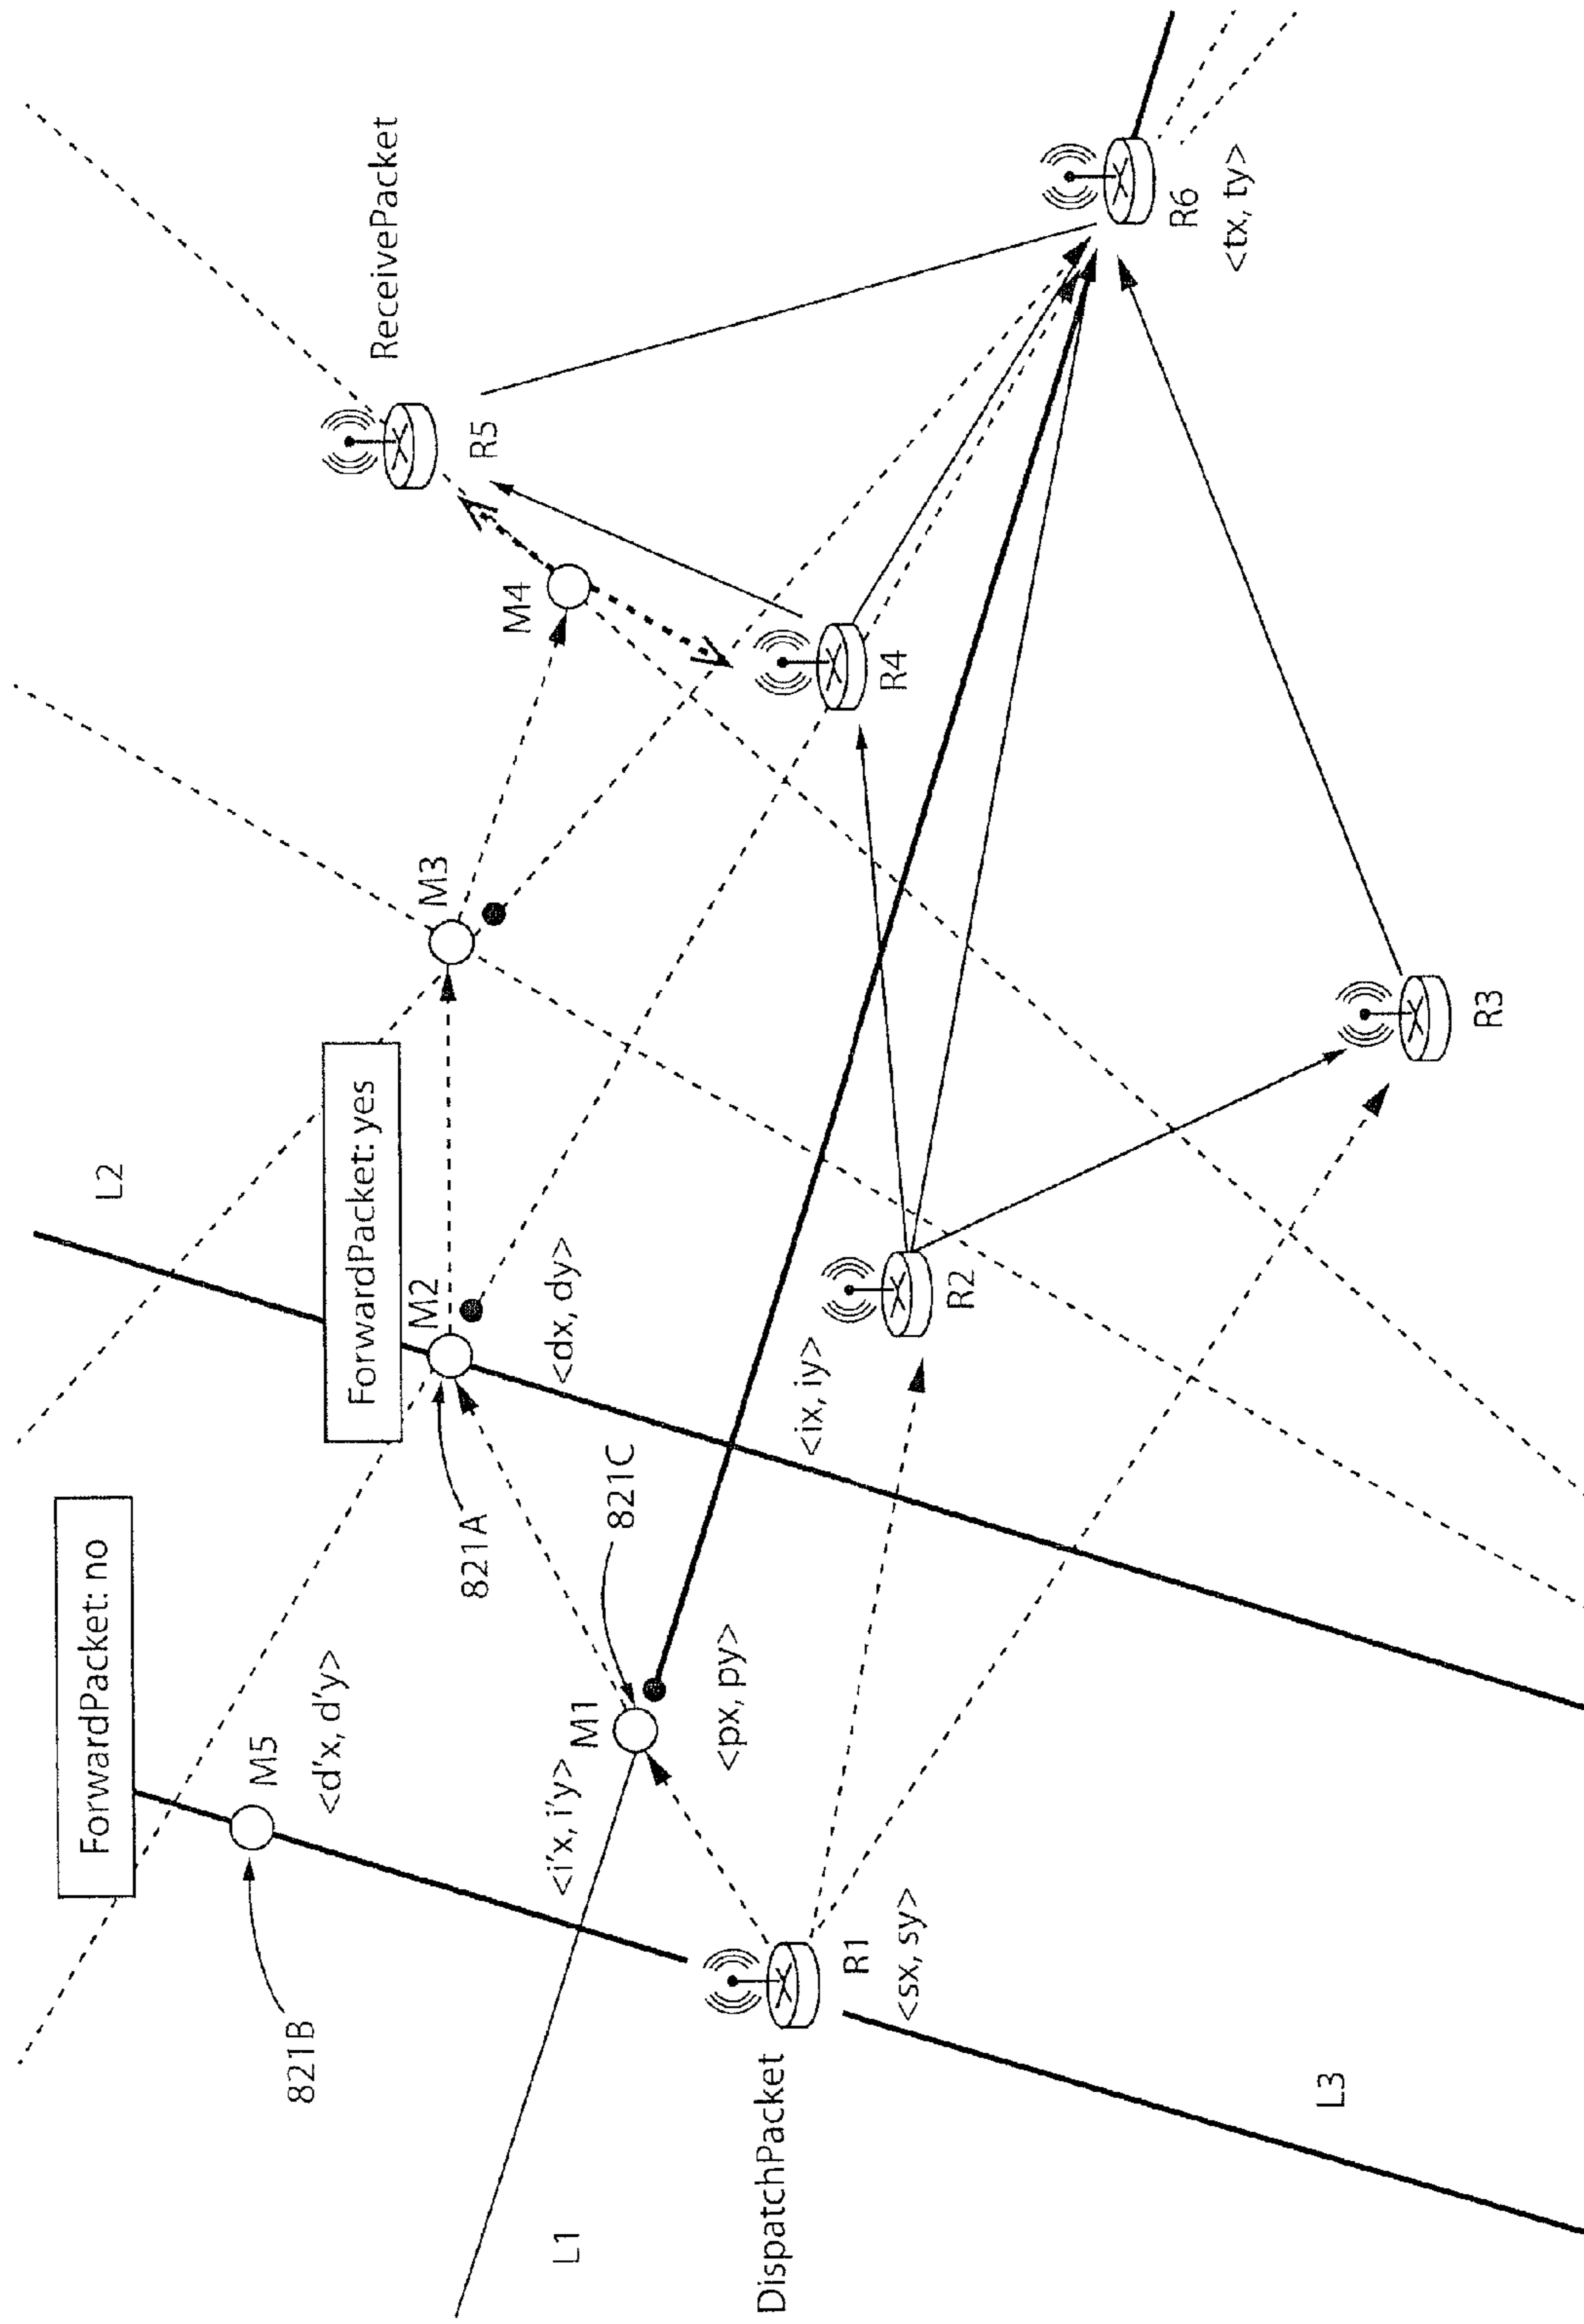 ForwardPacket: no
M5
<d'x, d'y>
821B
L2
ForwardPacket: yes
M2
<dx, dy>
821A
821C
M1
<i'x, i'y>
<px, py>
L1
DispatchPacket
R1
<sx, sy>
L3
<ix, iy>
R2
M3
M4
R4
R3
ReceivePacket
R5
R6
<tx, ty>